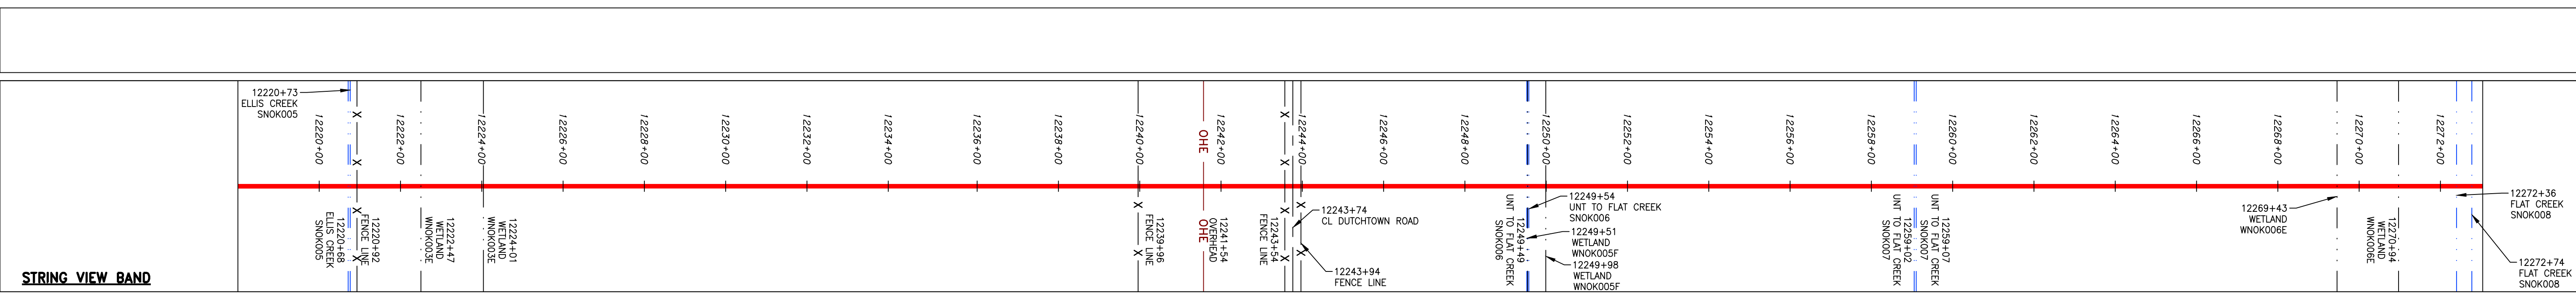 12220+73
ELLIS CREEK
SNOK005
12220+00
12222+00
12224+00
12226+00
12228+00
12230+00
12232+00
12234+00
12236+00
12238+00
12240+00
OHE
12242+00
12244+00
12246+00
12248+00
12250+00
12252+00
12254+00
12256+00
12258+00
12260+00
12262+00
12264+00
12266+00
12268+00
12270+00
12272+00
STRING VIEW BAND
12220+68
ELLIS CREEK
SNOK005
12220+92
FENCE LINE
12222+47
WETLAND
WNOK003E
12224+01
WETLAND
WNOK003E
12239+96
FENCE LINE
OHE
12241+54
OVERHEAD
12243+54
FENCE LINE
12243+74
CL DUTCHTOWN ROAD
12243+94
FENCE LINE
12249+49
UNT TO FLAT CREEK
SNOK006
12249+54
UNT TO FLAT CREEK
SNOK006
12249+51
WETLAND
WNOK005F
12249+98
WETLAND
WNOK005F
12259+02
UNT TO FLAT CREEK
SNOK007
12259+07
UNT TO FLAT CREEK
SNOK007
12269+43
WETLAND
WNOK006E
12270+94
WETLAND
WNOK006E
12272+36
FLAT CREEK
SNOK008
12272+74
FLAT CREEK
SNOK008